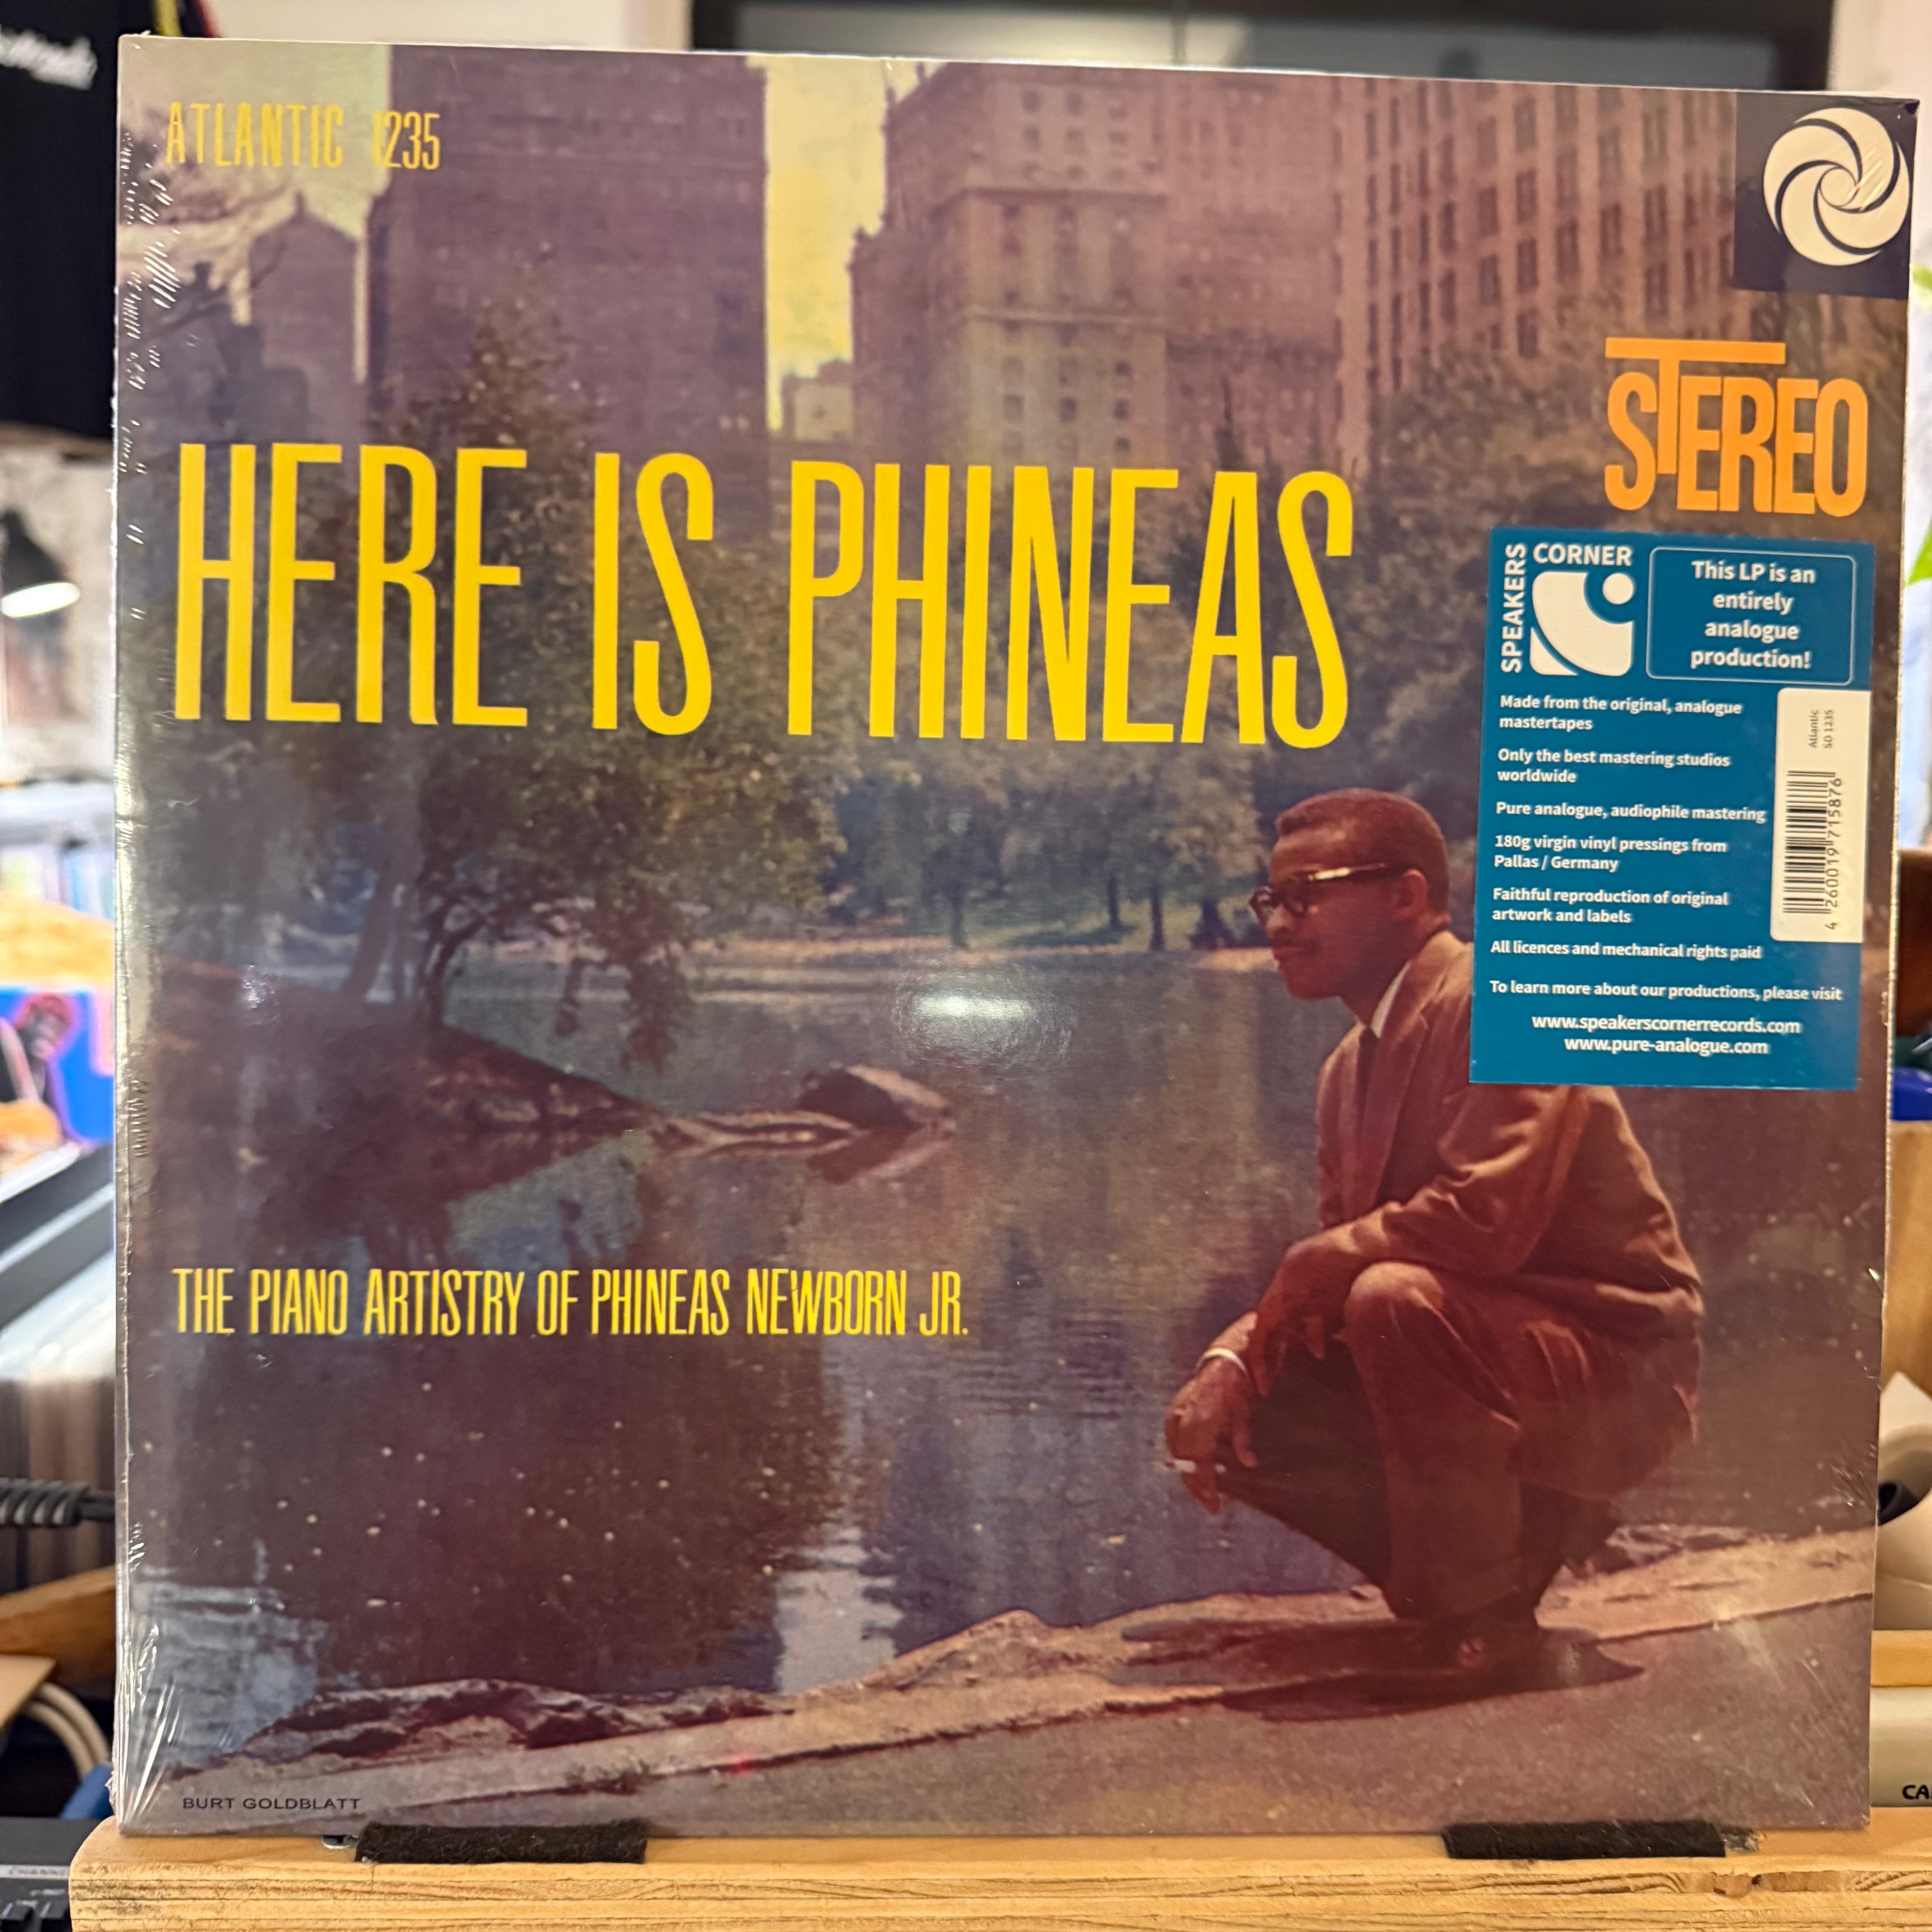 ATLANTIC 1235
STEREO
HERE IS PHINEAS
SPEAKERS CORNER
This LP is an
entirely
analogue
production!
Made from the original, analogue
mastertapes
Only the best mastering studios
worldwide
Pure analogue, audiophile mastering
180g virgin vinyl pressings from
Pallas / Germany
Faithful reproduction of original
artwork and labels
All licences and mechanical rights paid
To learn more about our productions, please visit
www.speakerscornerrecords.com
www.pure-analogue.com
Atlantic
SD 1235
4 260019 715876
THE PIANO ARTISTRY OF PHINEAS NEWBORN JR.
BURT GOLDBLATT
CA